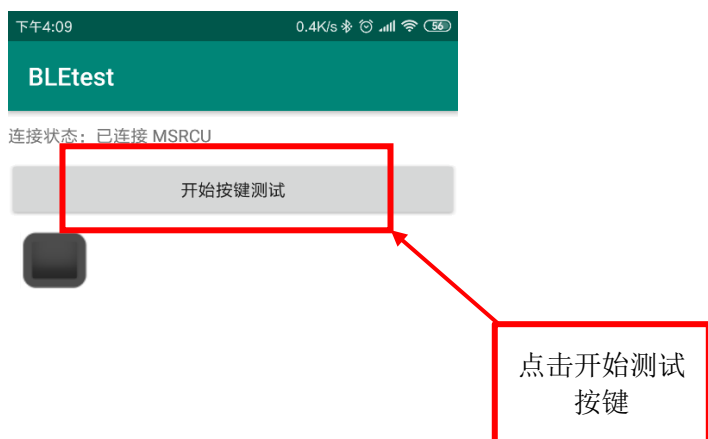 下午4:09 0.4K/s 56
BLEtest
连接状态：已连接 MSRCU
开始按键测试
点击开始测试
按键